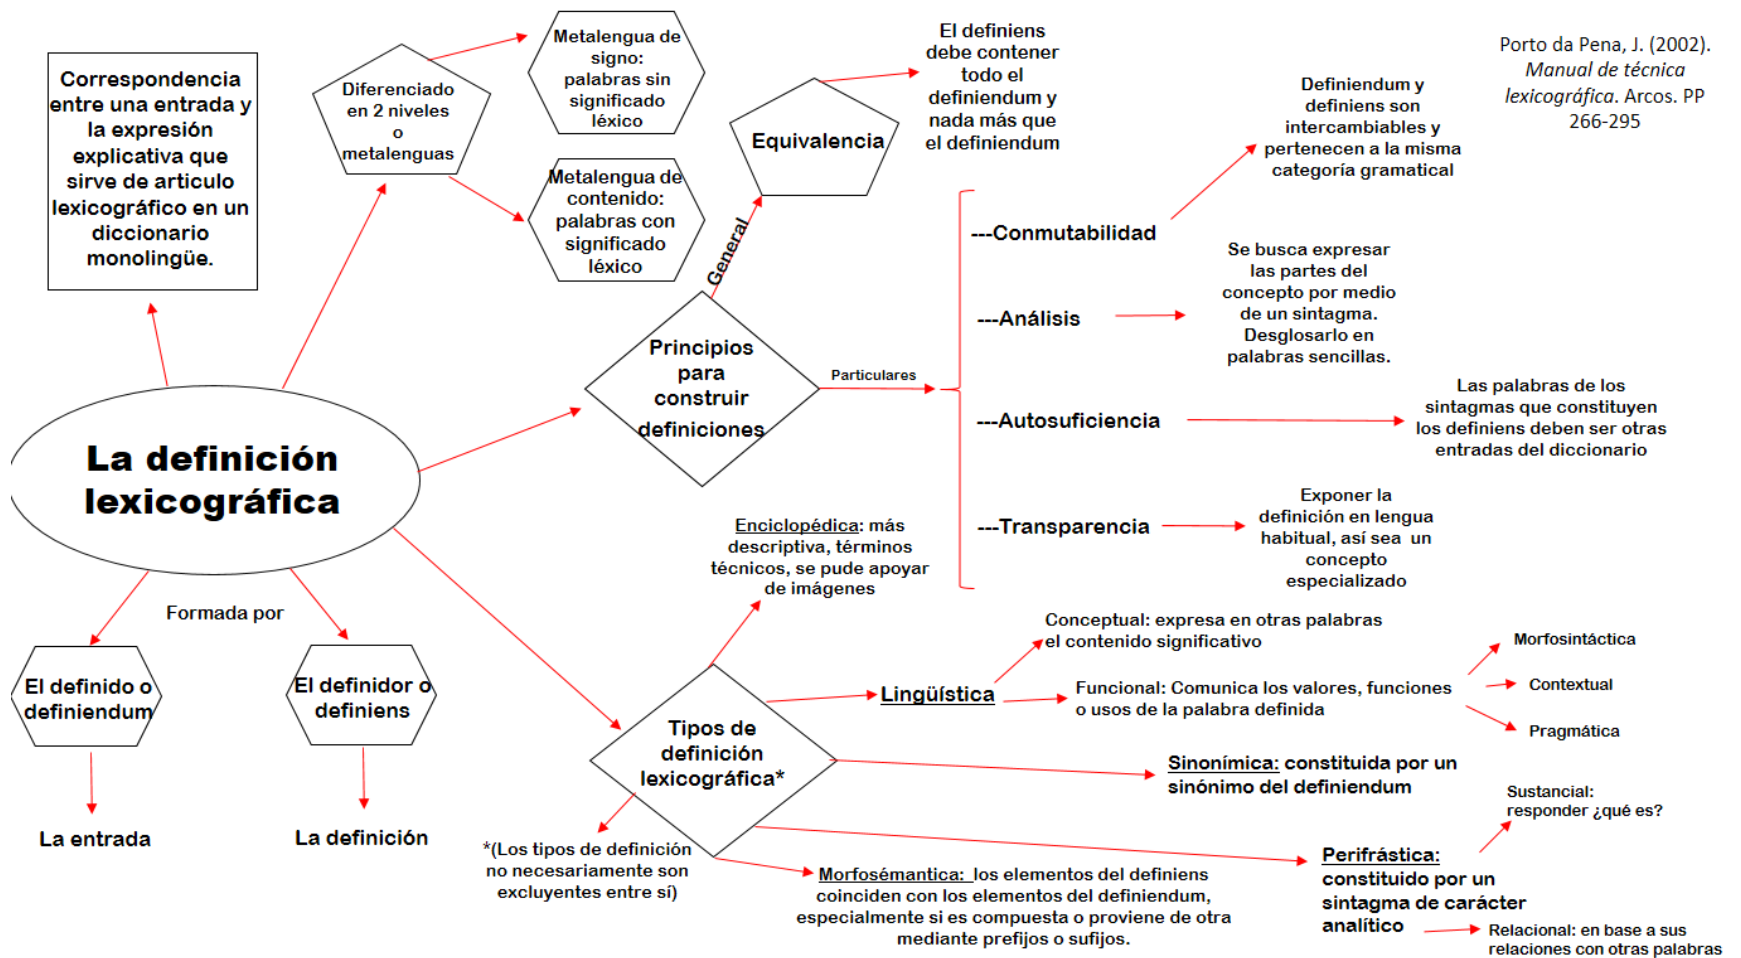 Correspondencia
entre una entrada y
la expresión
explicativa que
sirve de articulo
lexicográfico en un
diccionario
monolingüe.
Diferenciado
en 2 niveles
o
metalenguas
Metalengua de
signo:
palabras sin
significado
léxico
Metalengua de
contenido:
palabras con
significado
léxico
Equivalencia
El definiens
debe contener
todo el
definiendum y
nada más que
el definiendum
Definiendum y
definiens son
intercambiables y
pertenecen a la misma
categoría gramatical
Porto da Pena, J. (2002).
Manual de técnica
lexicográfica. Arcos. PP
266-295
General
Principios
para
construir
definiciones
Particulares
---Conmutabilidad
---Análisis
Se busca expresar
las partes del
concepto por medio
de un sintagma.
Desglosarlo en
palabras sencillas.
---Autosuficiencia
Las palabras de los
sintagmas que constituyen
los definiens deben ser otras
entradas del diccionario
---Transparencia
Exponer la
definición en lengua
habitual, así sea un
concepto
especializado
La definición
lexicográfica
Formada por
El definido o
definiendum
El definidor o
definiens
La entrada
La definición
Enciclopédica: más
descriptiva, términos
técnicos, se pude apoyar
de imágenes
Tipos de
definición
lexicográfica*
*(Los tipos de definición
no necesariamente son
excluyentes entre sí)
Lingüística
Conceptual: expresa en otras palabras
el contenido significativo
Funcional: Comunica los valores, funciones
o usos de la palabra definida
Morfosintáctica
Contextual
Pragmática
Sinonímica: constituida por un
sinónimo del definiendum
Perifrástica:
constituido por un
sintagma de carácter
analítico
Sustancial:
responder ¿qué es?
Relacional: en base a sus
relaciones con otras palabras
Morfosémantica: los elementos del definiens
coinciden con los elementos del definiendum,
especialmente si es compuesta o proviene de otra
mediante prefijos o sufijos.